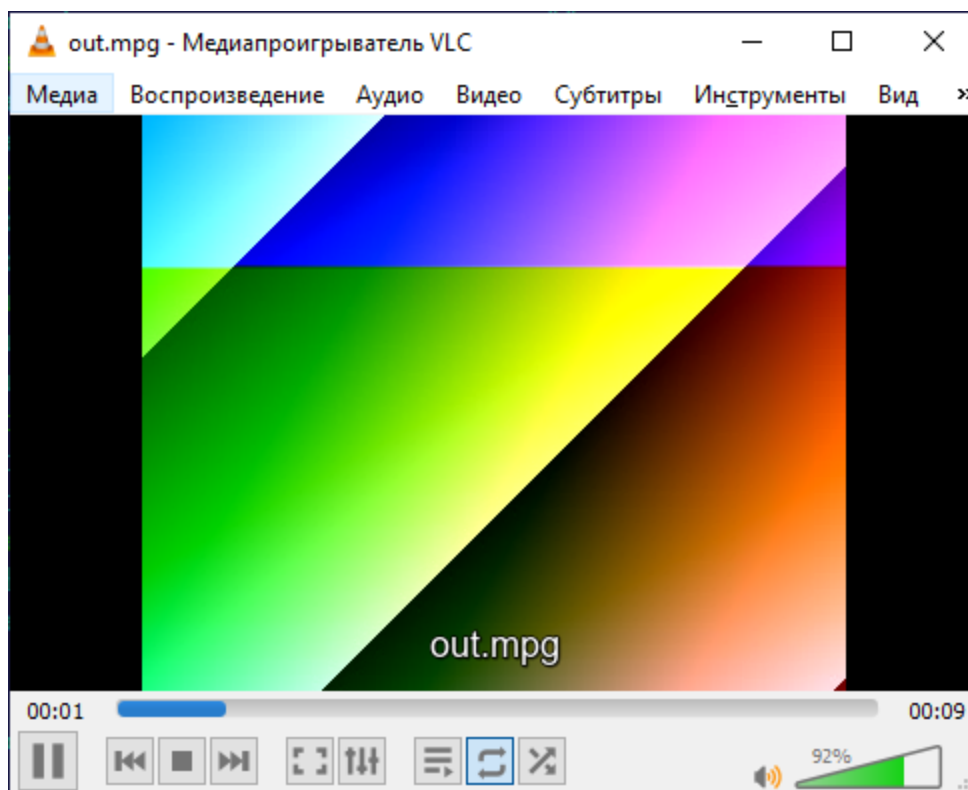 out.mpg - Медиапроигрыватель VLC
Медиа Воспроизведение Аудио Видео Субтитры Инструменты Вид »
out.mpg
00:01 00:09
92%